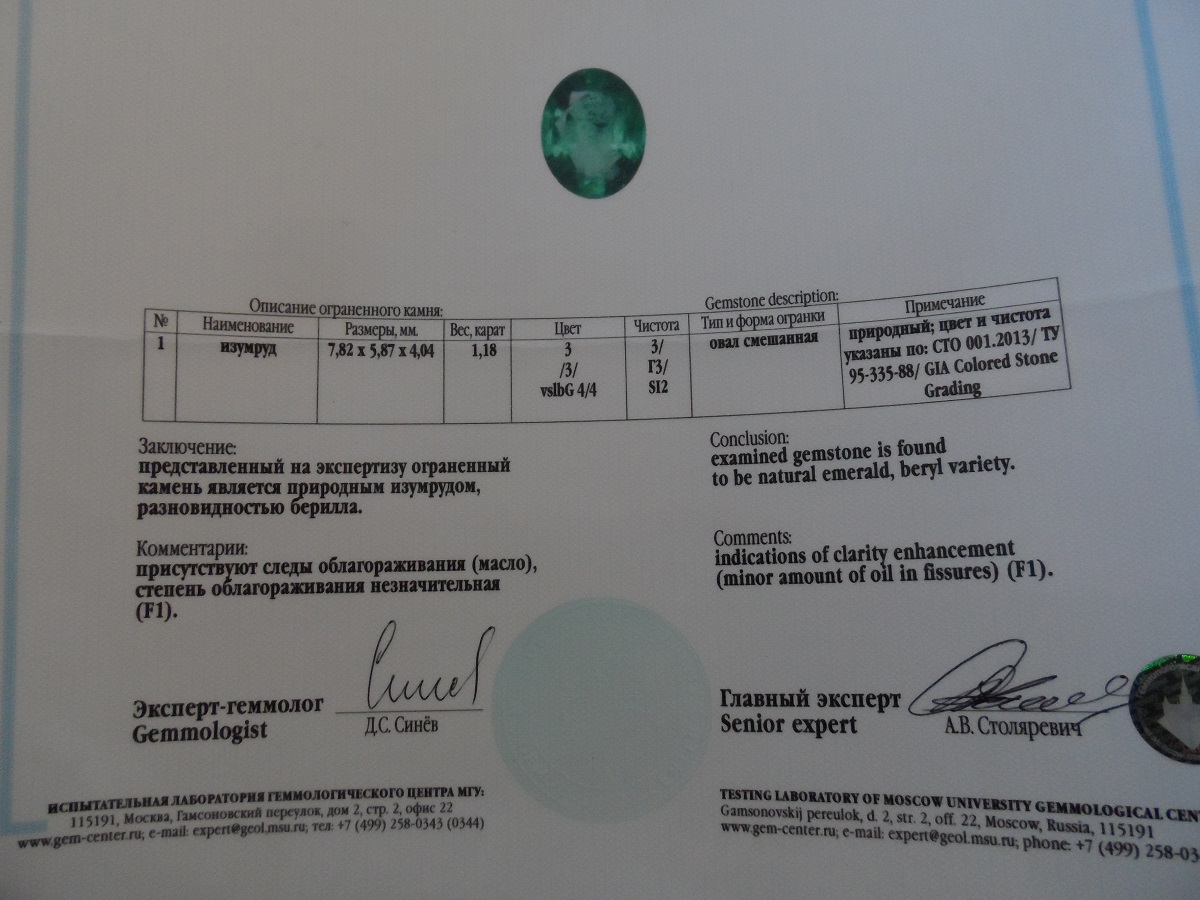 Описание ограненного камня:
Gemstone description:
№
Наименование
Размеры, мм.
Вес, карат
Цвет
Чистота
Тип и форма огранки
Примечание
1
изумруд
7,82 x 5,87 x 4,04
1,18
3
/3/
vslbG 4/4
3/
Г3/
SI2
овал смешанная
природный; цвет и чистота
указаны по: СТО 001.2013/ ТУ
95-335-88/ GIA Colored Stone
Grading
Заключение:
представленный на экспертизу ограненный
камень является природным изумрудом,
разновидностью берилла.
Conclusion:
examined gemstone is found
to be natural emerald, beryl variety.
Комментарии:
присутствуют следы облагораживания (масло),
степень облагораживания незначительная
(F1).
Comments:
indications of clarity enhancement
(minor amount of oil in fissures) (F1).
Эксперт-геммолог
Gemmologist
Д.С. Синёв
Главный эксперт
Senior expert
А.В. Столяревич
ИСПЫТАТЕЛЬНАЯ ЛАБОРАТОРИЯ ГЕММОЛОГИЧЕСКОГО ЦЕНТРА МГУ:
115191, Москва, Гамсоновский переулок, дом 2, стр. 2, офис 22
www.gem-center.ru; e-mail: expert@geol.msu.ru; тел: +7 (499) 258-0343 (0344)
TESTING LABORATORY OF MOSCOW UNIVERSITY GEMMOLOGICAL CEN
Gamsonovskij pereulok, d. 2, str. 2, off. 22, Moscow, Russia, 115191
www.gem-center.ru; e-mail: expert@geol.msu.ru; phone: +7 (499) 258-03